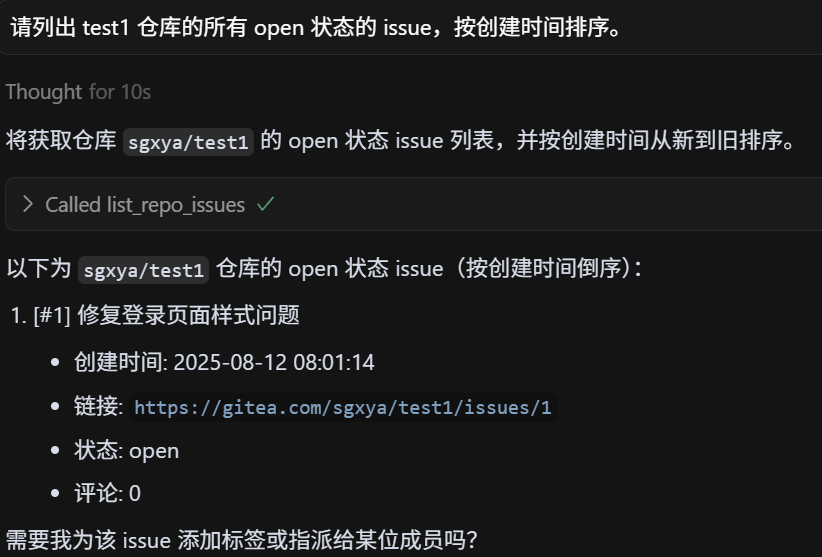 请列出 test1 仓库的所有 open 状态的 issue，按创建时间排序。
Thought for 10s
将获取仓库 sgxya/test1 的 open 状态 issue 列表，并按创建时间从新到旧排序。
Called list_repo_issues
以下为 sgxya/test1 仓库的 open 状态 issue（按创建时间倒序）：
1. [#1] 修复登录页面样式问题
• 创建时间: 2025-08-12 08:01:14
• 链接: https://gitea.com/sgxya/test1/issues/1
• 状态: open
• 评论: 0
需要我为该 issue 添加标签或指派给某位成员吗？